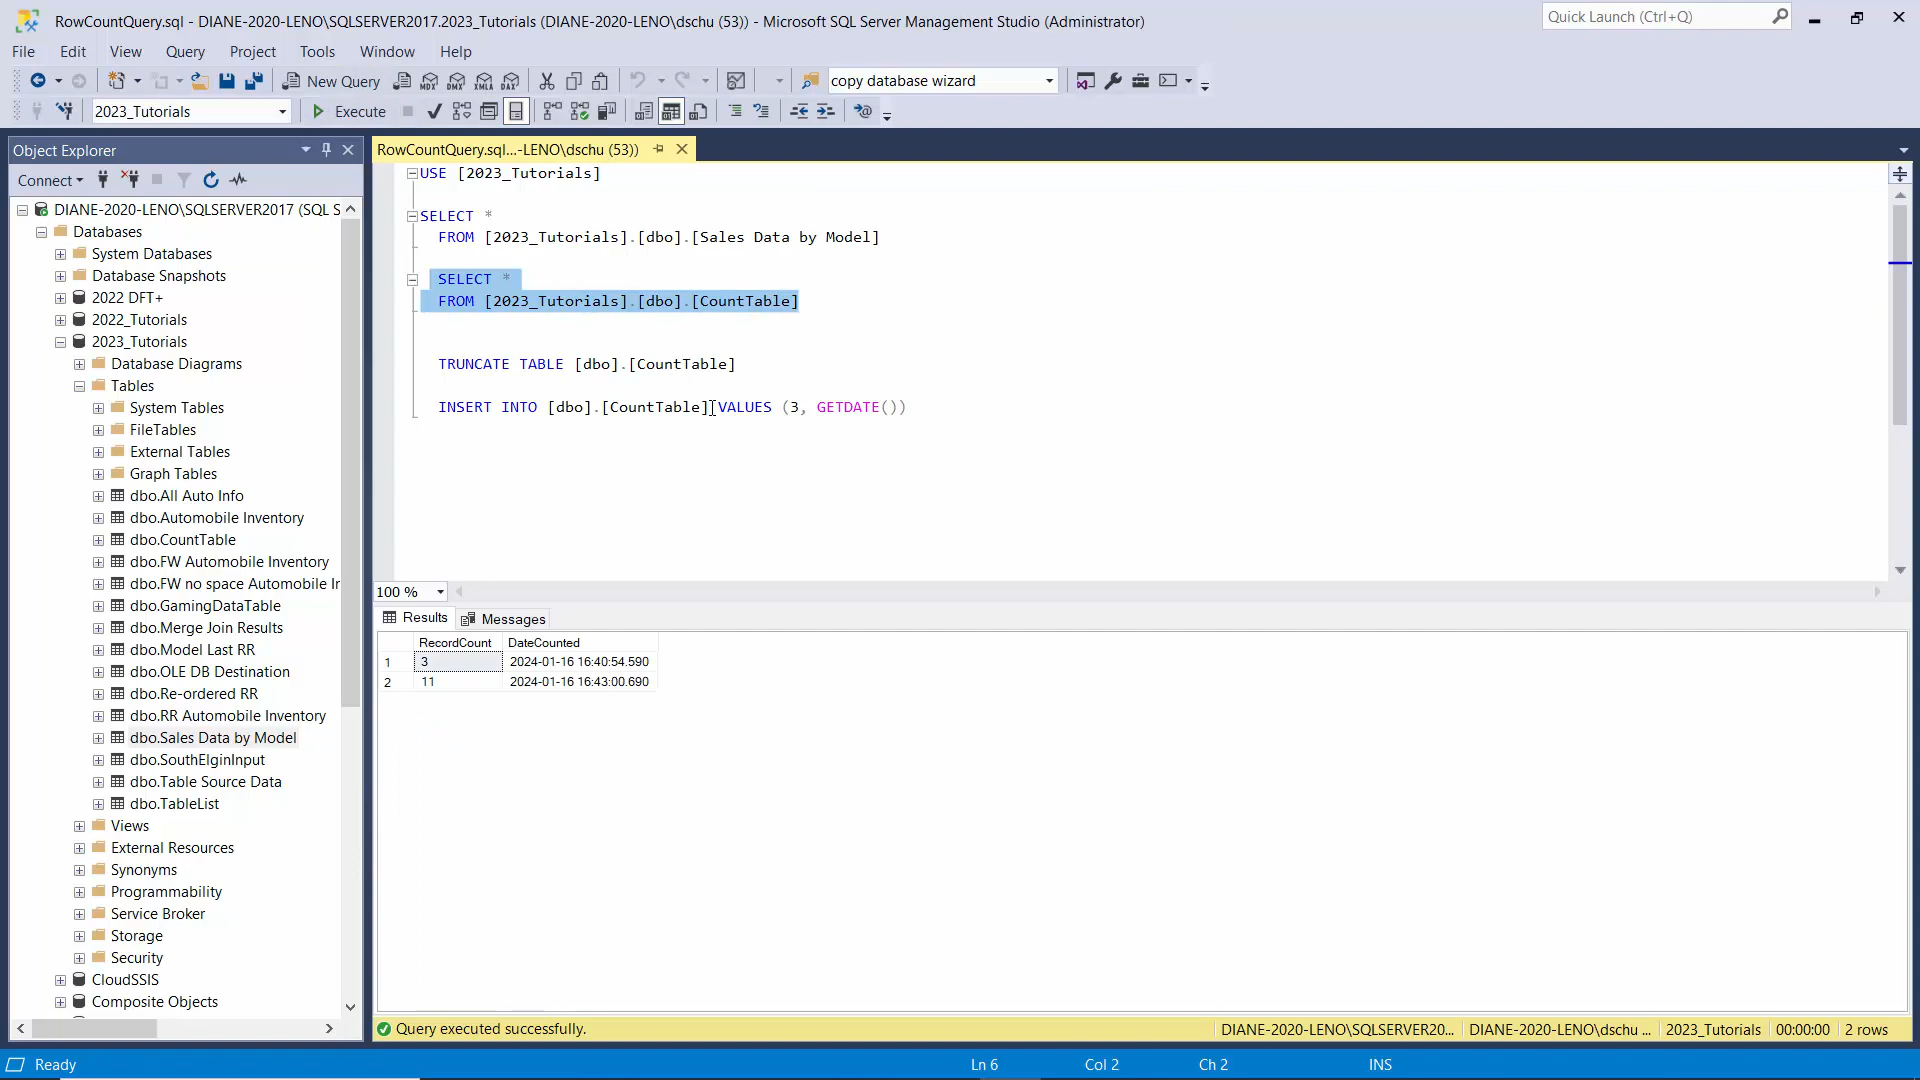 RowCountQuery.sql - DIANE-2020-LENO\SQLSERVER2017.2023_Tutorials (DIANE-2020-LENO\dschu (53)) - Microsoft SQL Server Management Studio (Administrator)
Quick Launch (Ctrl+Q)
File Edit View Query Project Tools Window Help
New Query
MDX DMX XMLA DAX
copy database wizard
2023_Tutorials
Execute
Object Explorer
Connect
DIANE-2020-LENO\SQLSERVER2017 (SQL S
Databases
System Databases
Database Snapshots
2022 DFT+
2022_Tutorials
2023_Tutorials
Database Diagrams
Tables
System Tables
FileTables
External Tables
Graph Tables
dbo.All Auto Info
dbo.Automobile Inventory
dbo.CountTable
dbo.FW Automobile Inventory
dbo.FW no space Automobile Ir
dbo.GamingDataTable
dbo.Merge Join Results
dbo.Model Last RR
dbo.OLE DB Destination
dbo.Re-ordered RR
dbo.RR Automobile Inventory
dbo.Sales Data by Model
dbo.SouthElginInput
dbo.Table Source Data
dbo.TableList
Views
External Resources
Synonyms
Programmability
Service Broker
Storage
Security
CloudSSIS
Composite Objects
RowCountQuery.sql...-LENO\dschu (53))
USE [2023_Tutorials]
SELECT *
FROM [2023_Tutorials].[dbo].[Sales Data by Model]
SELECT *
FROM [2023_Tutorials].[dbo].[CountTable]
TRUNCATE TABLE [dbo].[CountTable]
INSERT INTO [dbo].[CountTable] VALUES (3, GETDATE())
100 %
Results Messages
RecordCount DateCounted
1 3 2024-01-16 16:40:54.590
2 11 2024-01-16 16:43:00.690
Query executed successfully.
DIANE-2020-LENO\SQLSERVER20... DIANE-2020-LENO\dschu ... 2023_Tutorials 00:00:00 2 rows
Ready Ln 6 Col 2 Ch 2 INS